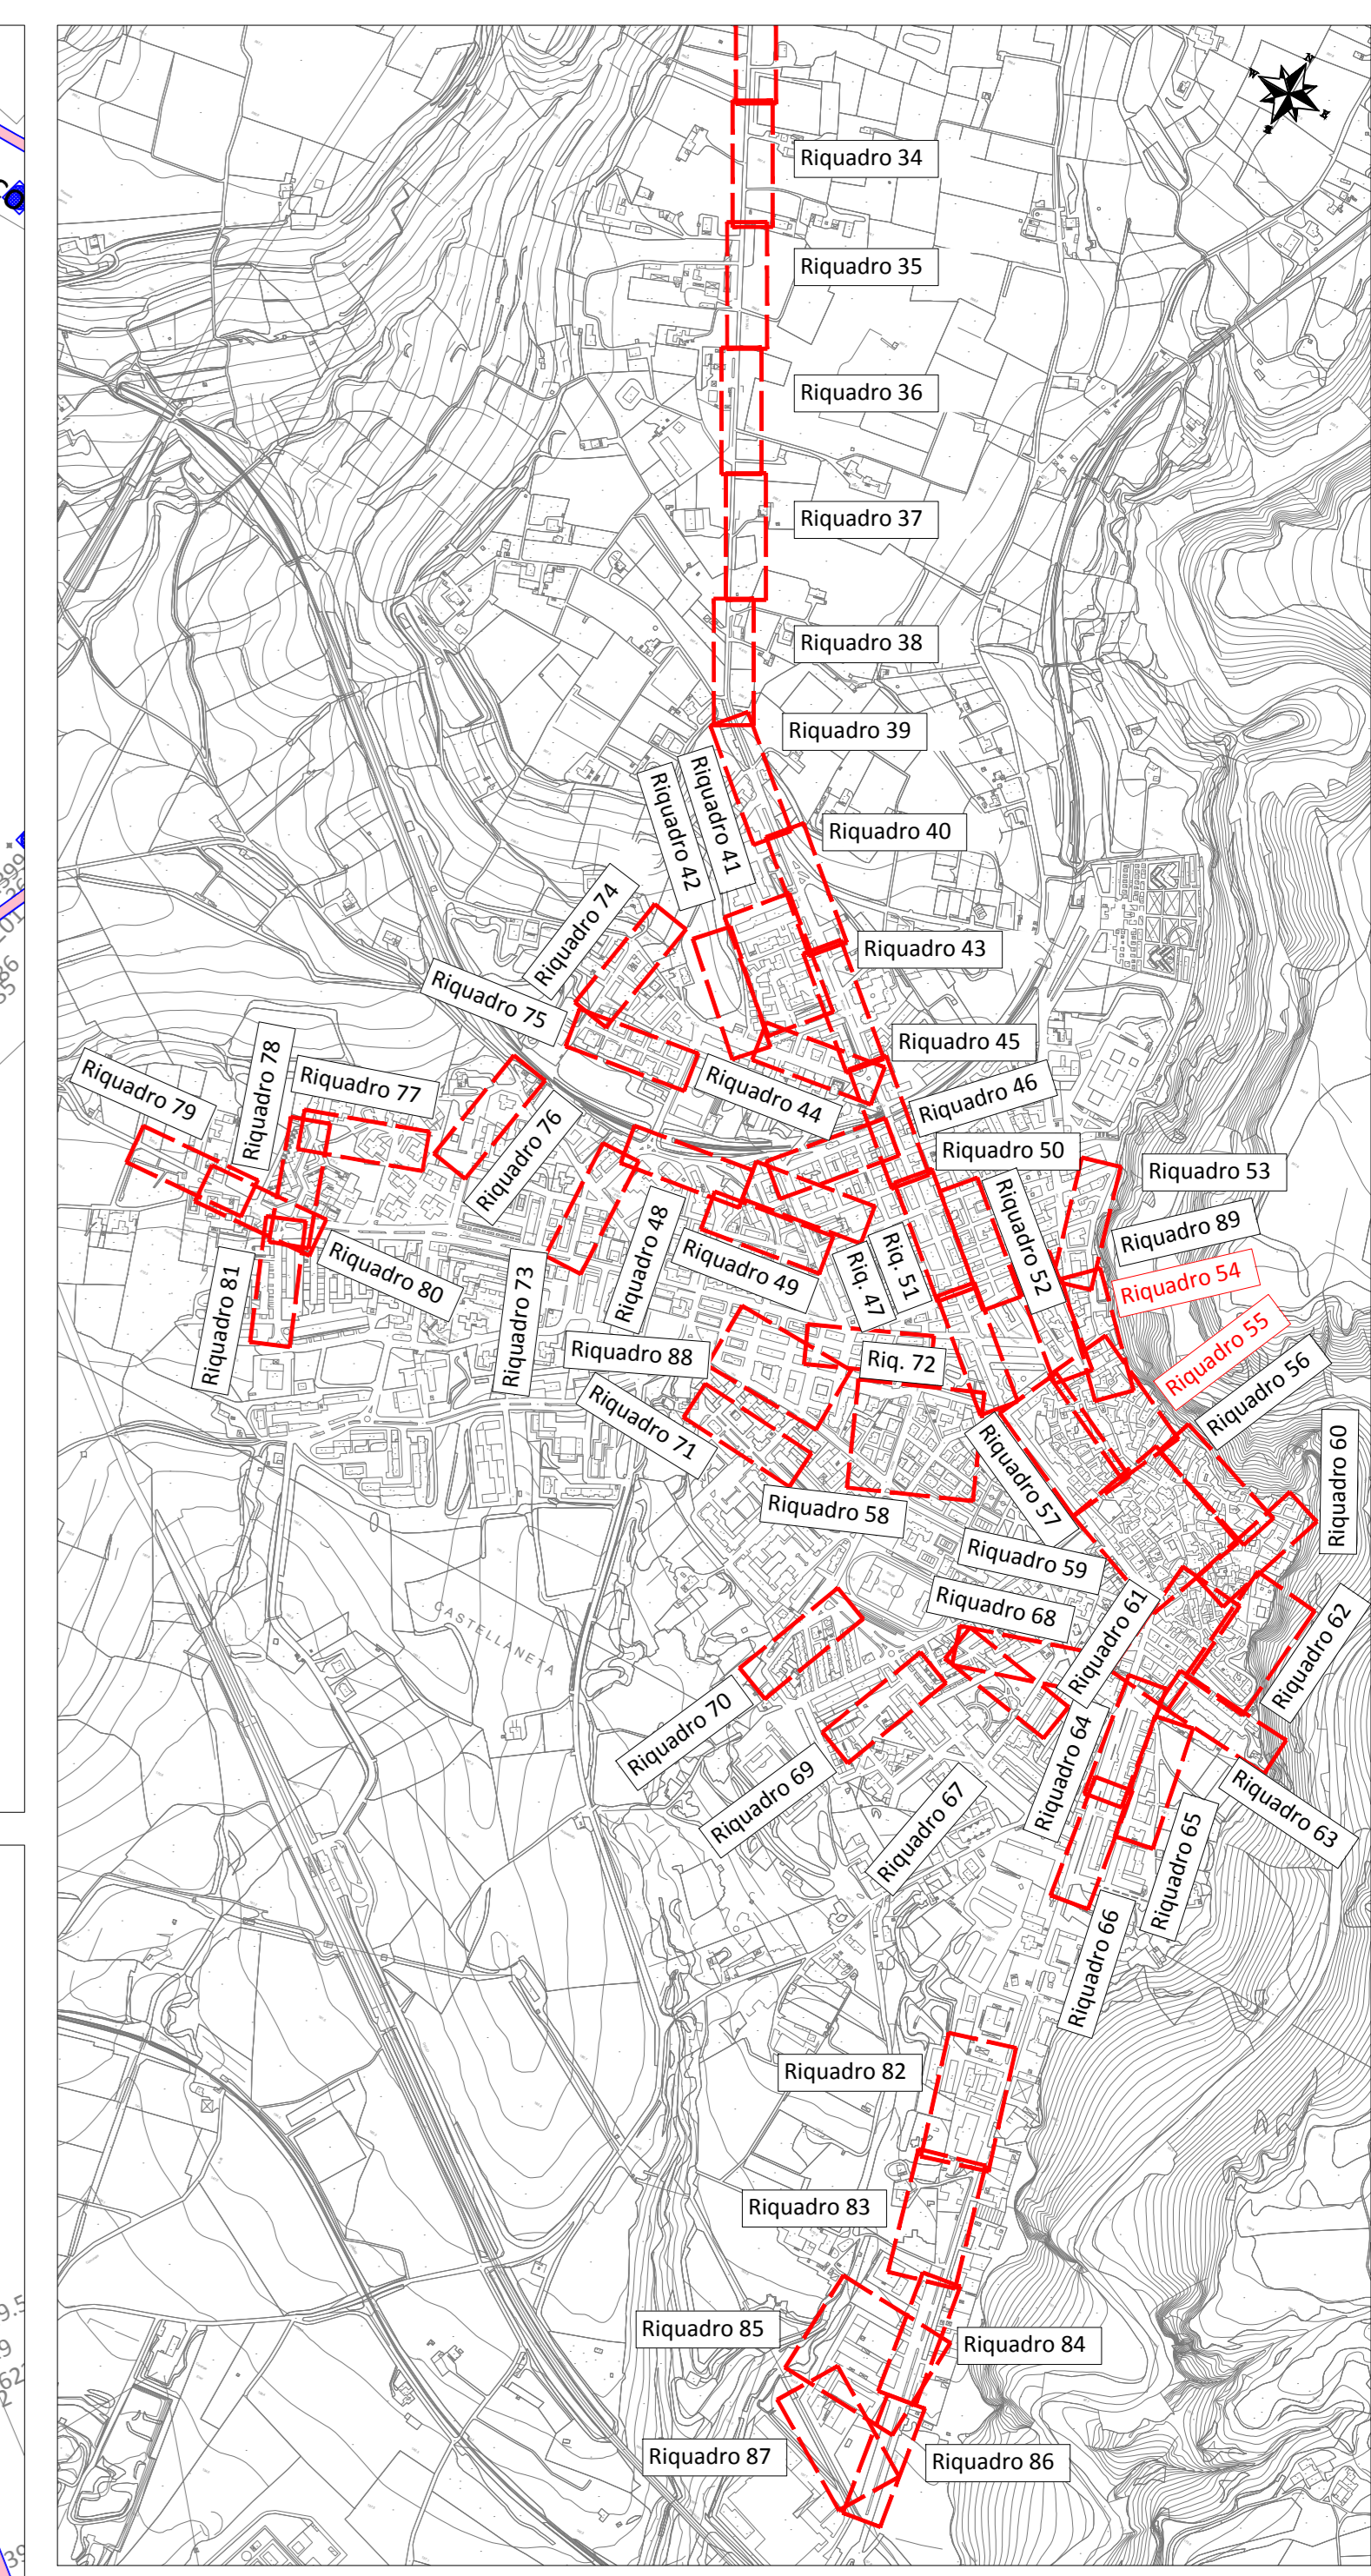 Riquadro 34
Riquadro 35
Riquadro 36
Riquadro 37
Riquadro 38
Riquadro 39
Riquadro 40
Riquadro 41
Riquadro 42
Riquadro 43
Riquadro 74
Riquadro 75
Riquadro 45
Riquadro 44
Riquadro 46
Riquadro 50
Riquadro 78
Riquadro 77
Riquadro 79
Riquadro 76
Riquadro 53
Riquadro 52
Riquadro 89
Riquadro 48
Riquadro 49
Riq. 51
Riq. 47
Riquadro 54
Riquadro 80
Riquadro 81
Riquadro 73
Riquadro 55
Riquadro 56
Riquadro 88
Riq. 72
Riquadro 71
Riquadro 57
Riquadro 60
Riquadro 58
Riquadro 59
Riquadro 68
Riquadro 61
Riquadro 62
CASTELLANETA
Riquadro 70
Riquadro 64
Riquadro 69
Riquadro 67
Riquadro 63
Riquadro 65
Riquadro 66
Riquadro 82
Riquadro 83
Riquadro 85
Riquadro 84
Riquadro 87
Riquadro 86